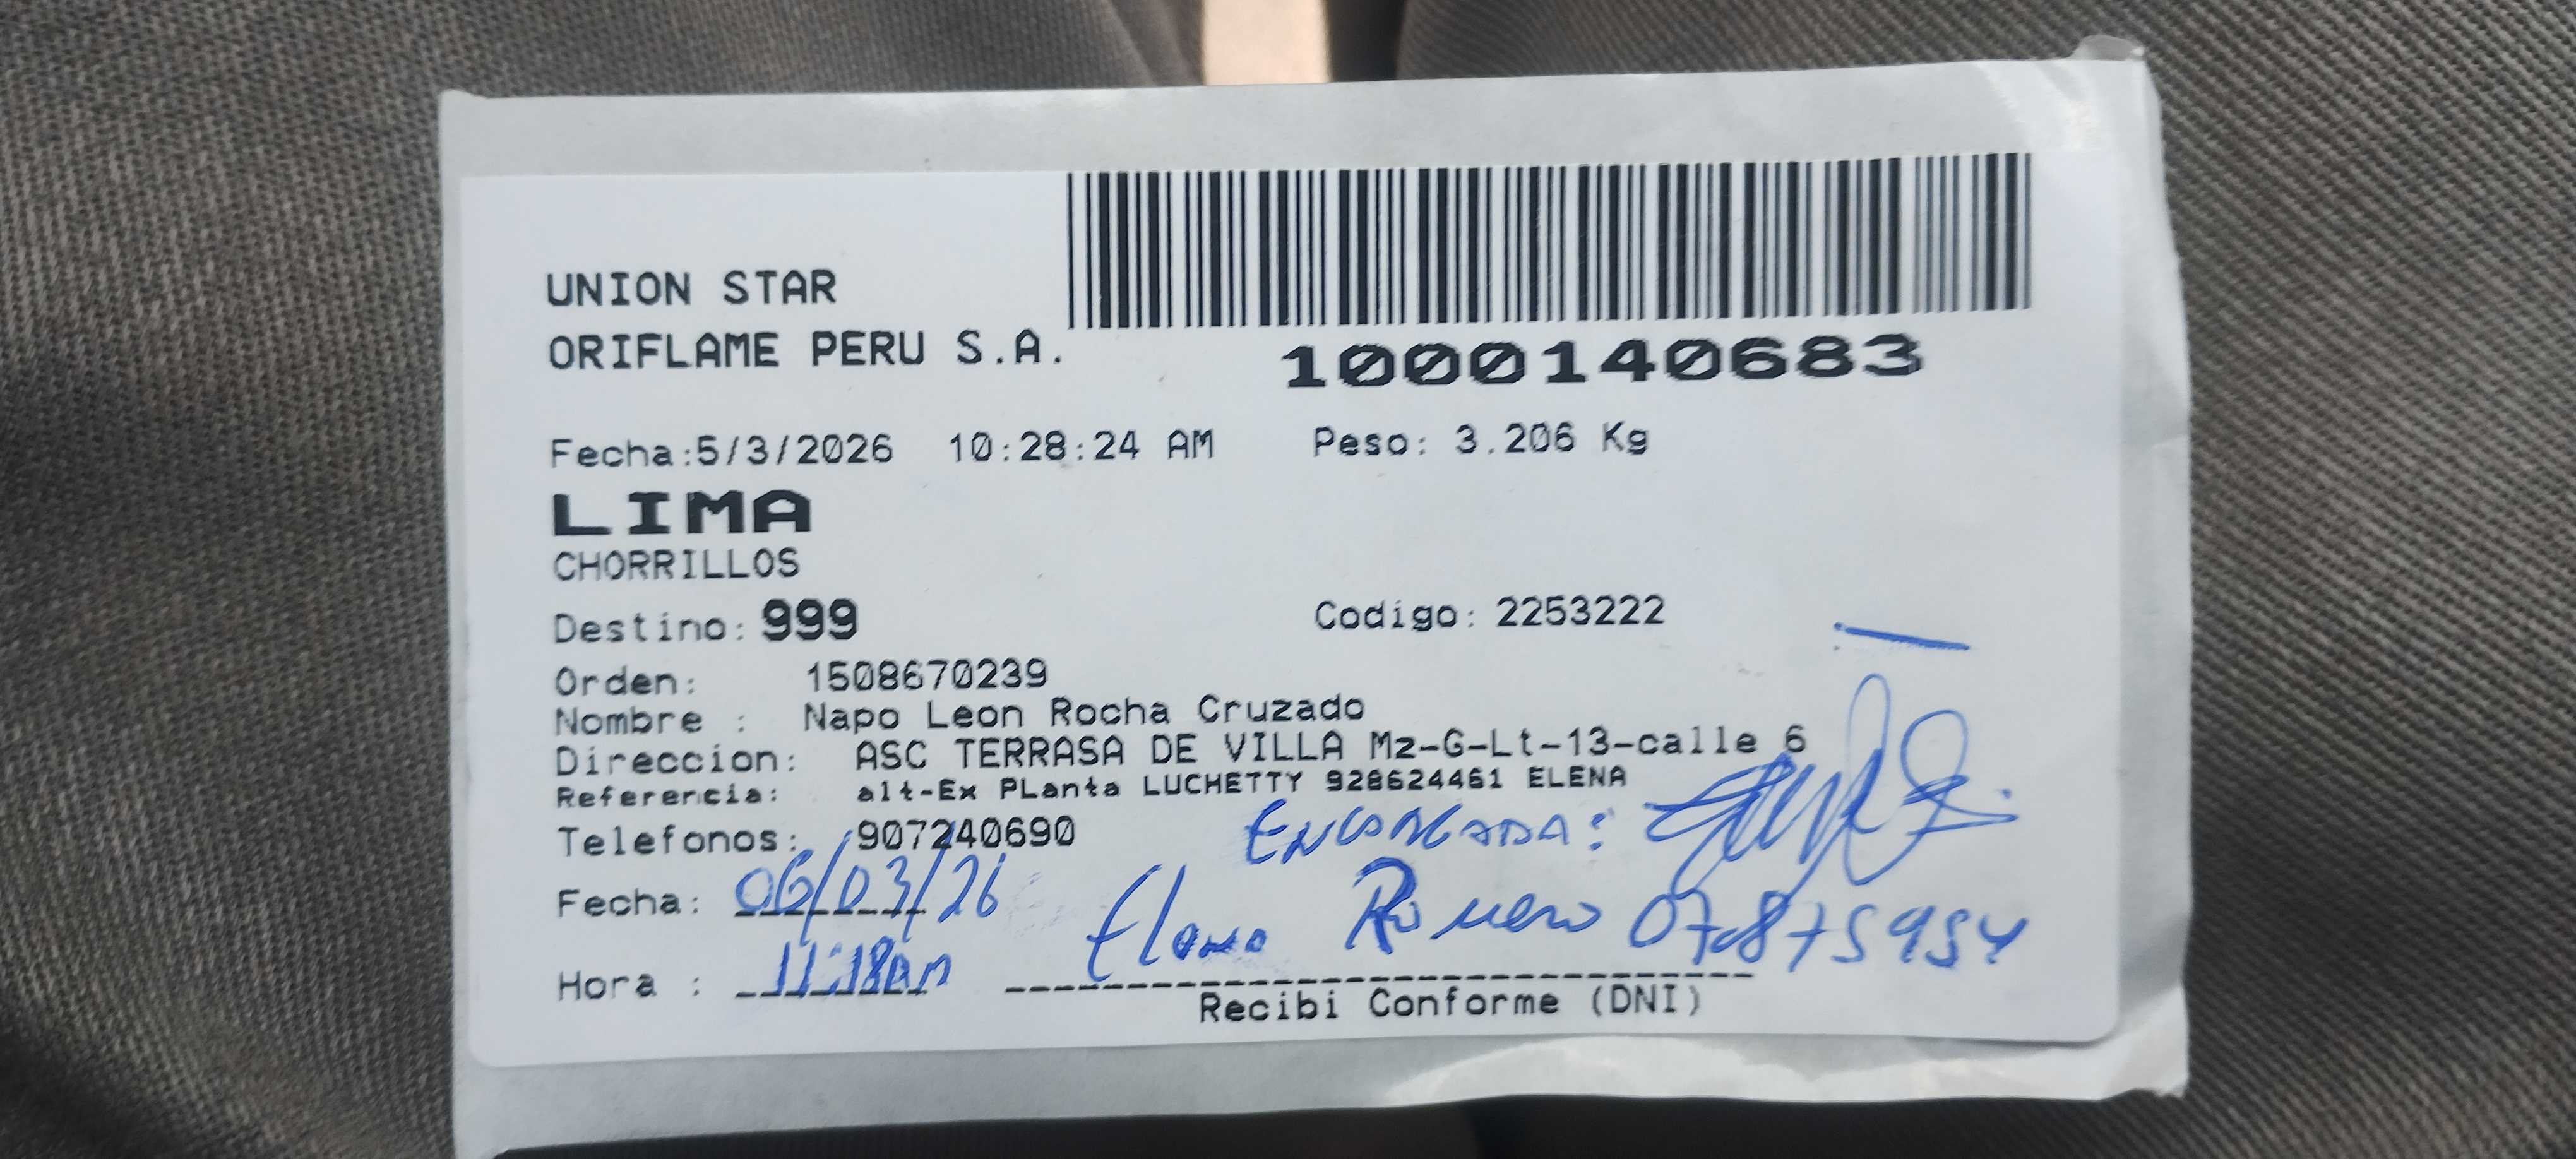 UNION STAR
ORIFLAME PERU S.A.
1000140683
Fecha:5/3/2026 10:28:24 AM Peso: 3.206 Kg
LIMA
CHORRILLOS
Destino: 999 Codigo: 2253222
Orden: 1508670239
Nombre : Napo Leon Rocha Cruzado
Direccion: ASC TERRASA DE VILLA Mz-G-Lt-13-calle 6
Referencia: alt-Ex PLanta LUCHETTY 928624461 ELENA
Telefonos: 907240690 ENCARGADA:
Fecha: 06/03/26 Elena Romero 07875954
Hora : 11:18am
Recibi Conforme (DNI)